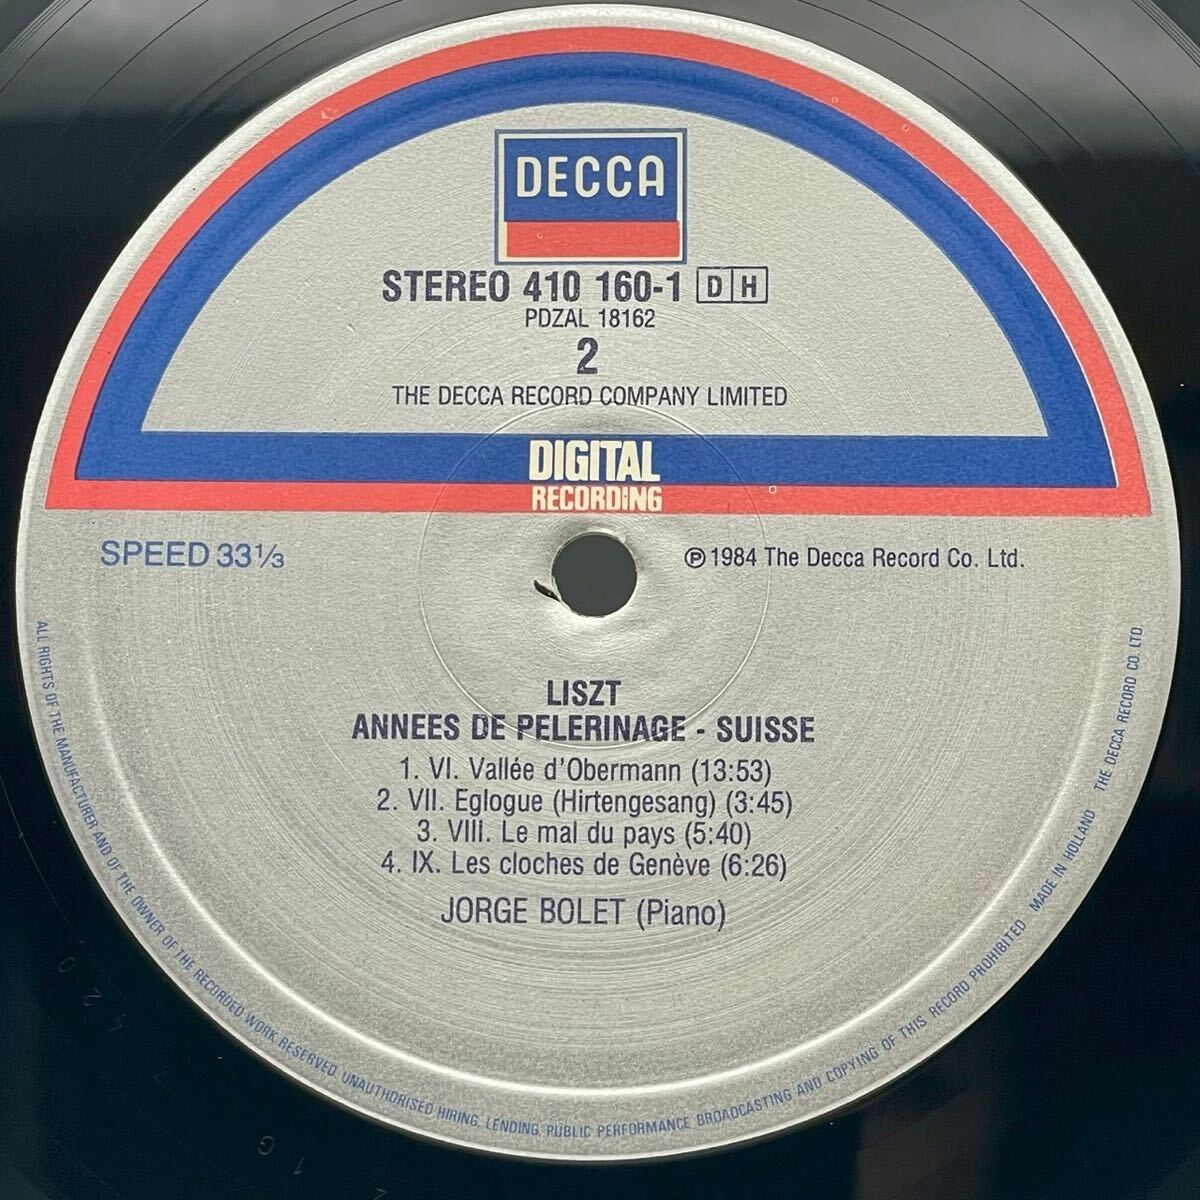 DECCA
STEREO 410 160-1 DH
PDZAL 18162
2
THE DECCA RECORD COMPANY LIMITED
DIGITAL
RECORDING
SPEED 33⅓
℗ 1984 The Decca Record Co. Ltd.
LISZT
ANNEES DE PELERINAGE - SUISSE
1. VI. Vallée d'Obermann (13:53)
2. VII. Eglogue (Hirtengesang) (3:45)
3. VIII. Le mal du pays (5:40)
4. IX. Les cloches de Genève (6:26)
JORGE BOLET (Piano)
ALL RIGHTS OF THE MANUFACTURER AND OF THE OWNER OF THE RECORDED WORK RESERVED. UNAUTHORISED HIRING, LENDING, PUBLIC PERFORMANCE BROADCASTING AND COPYING OF THIS RECORD PROHIBITED MADE IN HOLLAND THE DECCA RECORD CO. LTD